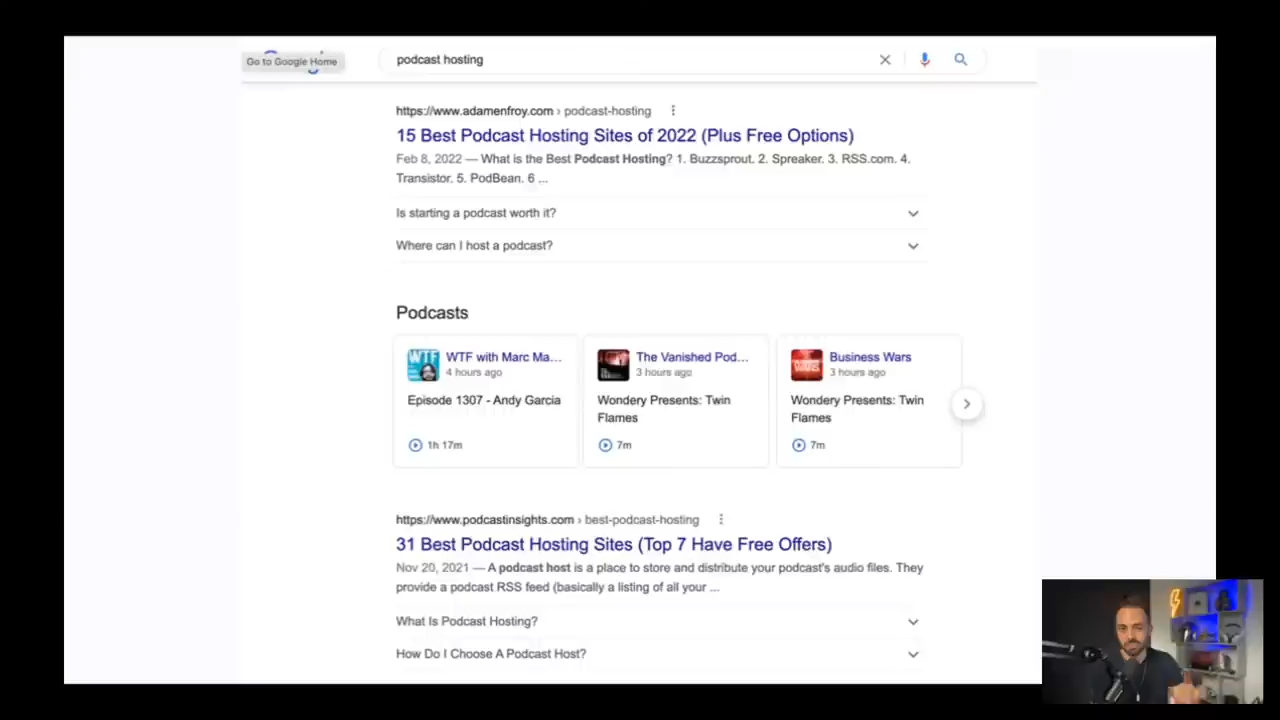 Go to Google Home
podcast hosting
https://www.adamenfroy.com › podcast-hosting
15 Best Podcast Hosting Sites of 2022 (Plus Free Options)
Feb 8, 2022 — What is the Best Podcast Hosting? 1. Buzzsprout. 2. Spreaker. 3. RSS.com. 4.
Transistor. 5. PodBean. 6 ...
Is starting a podcast worth it?
Where can I host a podcast?
Podcasts
WTF
WTF with Marc Ma...
4 hours ago
Episode 1307 - Andy Garcia
1h 17m
The Vanished Pod...
3 hours ago
Wondery Presents: Twin
Flames
7m
Business Wars
3 hours ago
Wondery Presents: Twin
Flames
7m
https://www.podcastinsights.com › best-podcast-hosting
31 Best Podcast Hosting Sites (Top 7 Have Free Offers)
Nov 20, 2021 — A podcast host is a place to store and distribute your podcast's audio files. They
provide a podcast RSS feed (basically a listing of all your ...
What Is Podcast Hosting?
How Do I Choose A Podcast Host?